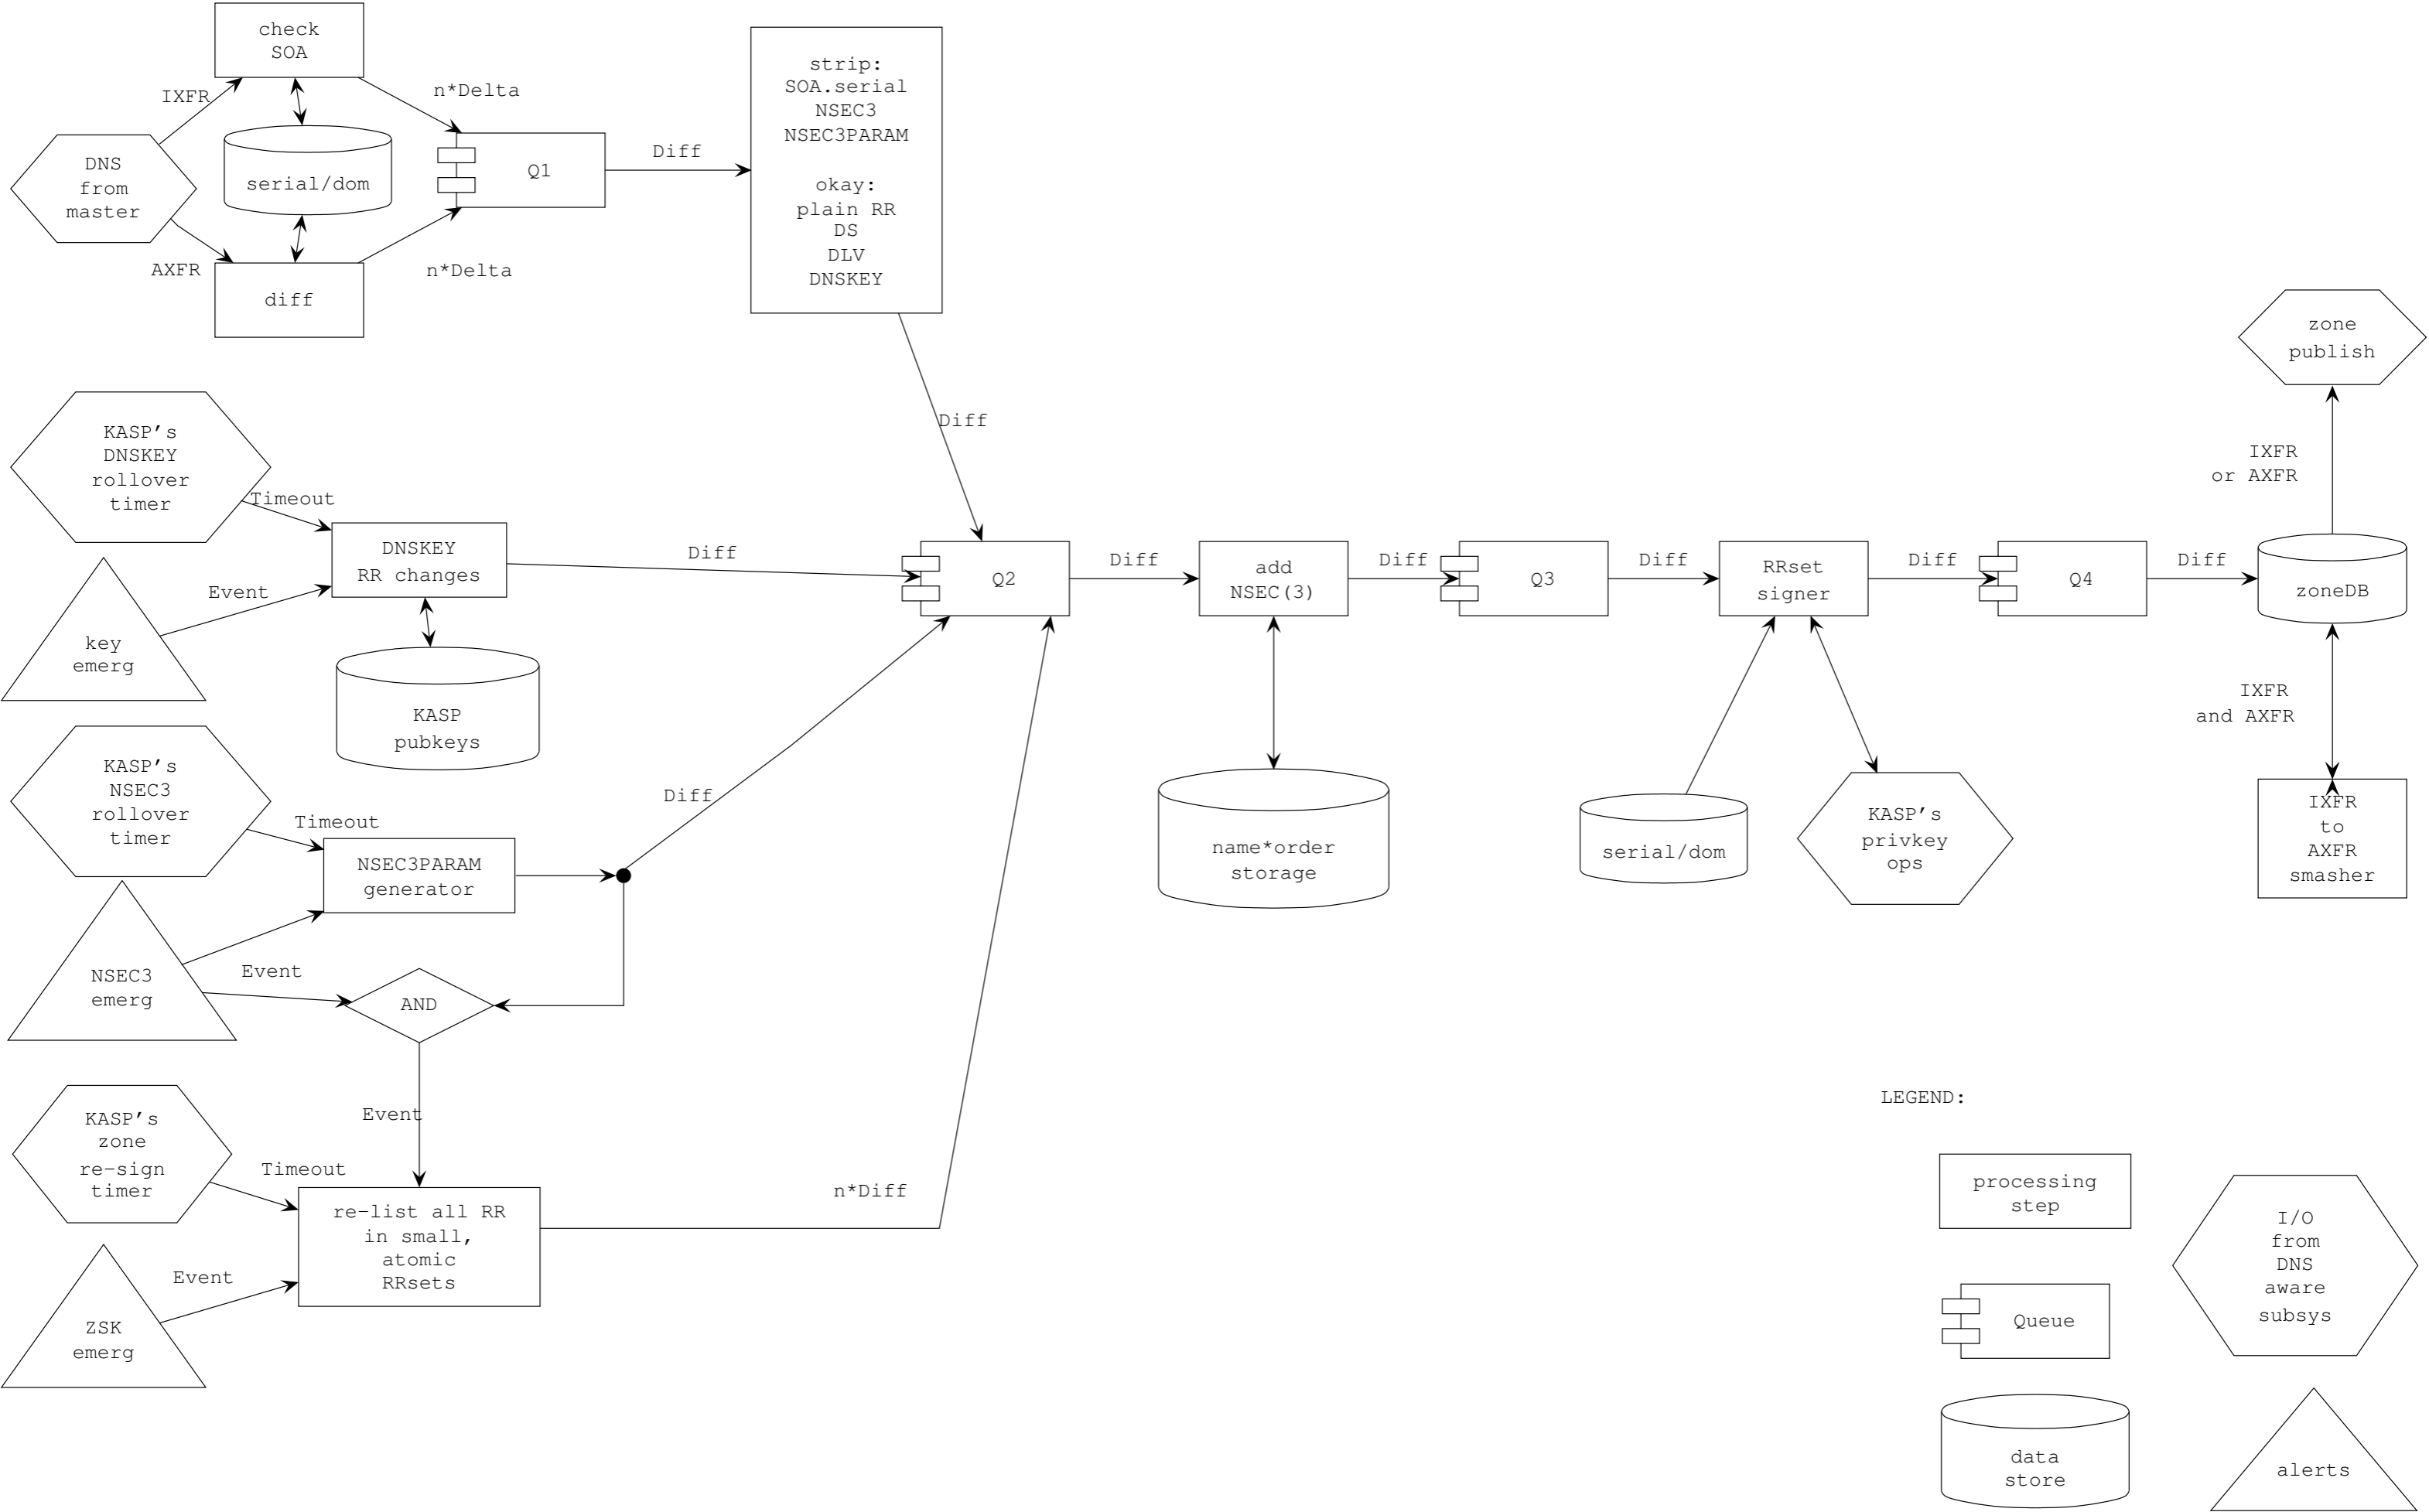 check
SOA
IXFR
n*Delta
DNS
from
master
serial/dom
Q1
Diff
AXFR
n*Delta
diff
strip:
SOA.serial
NSEC3
NSEC3PARAM
okay:
plain RR
DS
DLV
DNSKEY
Diff
zone
publish
IXFR
or AXFR
KASP's
DNSKEY
rollover
timer
Timeout
DNSKEY
RR changes
Event
key
emerg
KASP
pubkeys
Diff
Q2
Diff
add
NSEC(3)
Diff
Q3
Diff
RRset
signer
Diff
Q4
Diff
zoneDB
IXFR
and AXFR
IXFR
to
AXFR
smasher
name*order
storage
serial/dom
KASP's
privkey
ops
KASP's
NSEC3
rollover
timer
Timeout
NSEC3PARAM
generator
Diff
NSEC3
emerg
Event
AND
Event
KASP's
zone
re-sign
timer
Timeout
re-list all RR
in small,
atomic
RRsets
n*Diff
Event
ZSK
emerg
LEGEND:
processing
step
I/O
from
DNS
aware
subsys
Queue
data
store
alerts